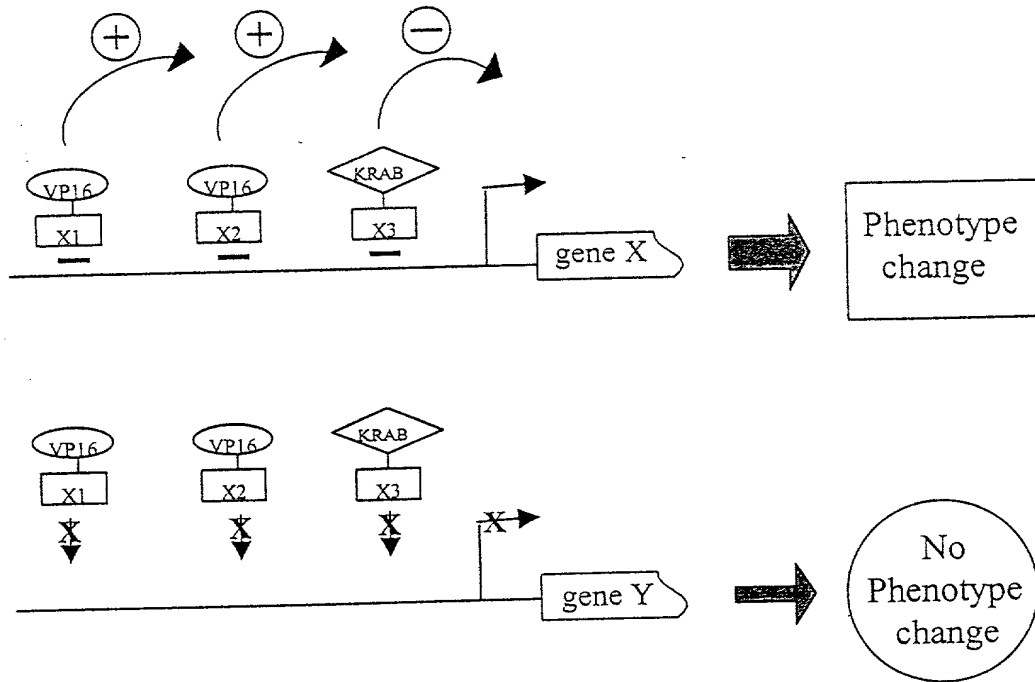 +
+
−
VP16
VP16
KRAB
X1
X2
X3
gene X
Phenotype
change
VP16
VP16
KRAB
X1
X2
X3
X
X
X
X
gene Y
No
Phenotype
change